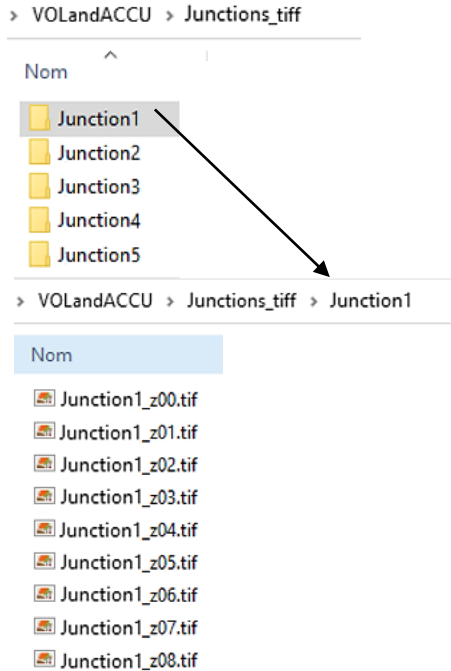 > VOLandACCU > Junctions_tiff
Nom
Junction1
Junction2
Junction3
Junction4
Junction5
> VOLandACCU > Junctions_tiff > Junction1
Nom
Junction1_z00.tif
Junction1_z01.tif
Junction1_z02.tif
Junction1_z03.tif
Junction1_z04.tif
Junction1_z05.tif
Junction1_z06.tif
Junction1_z07.tif
Junction1_z08.tif